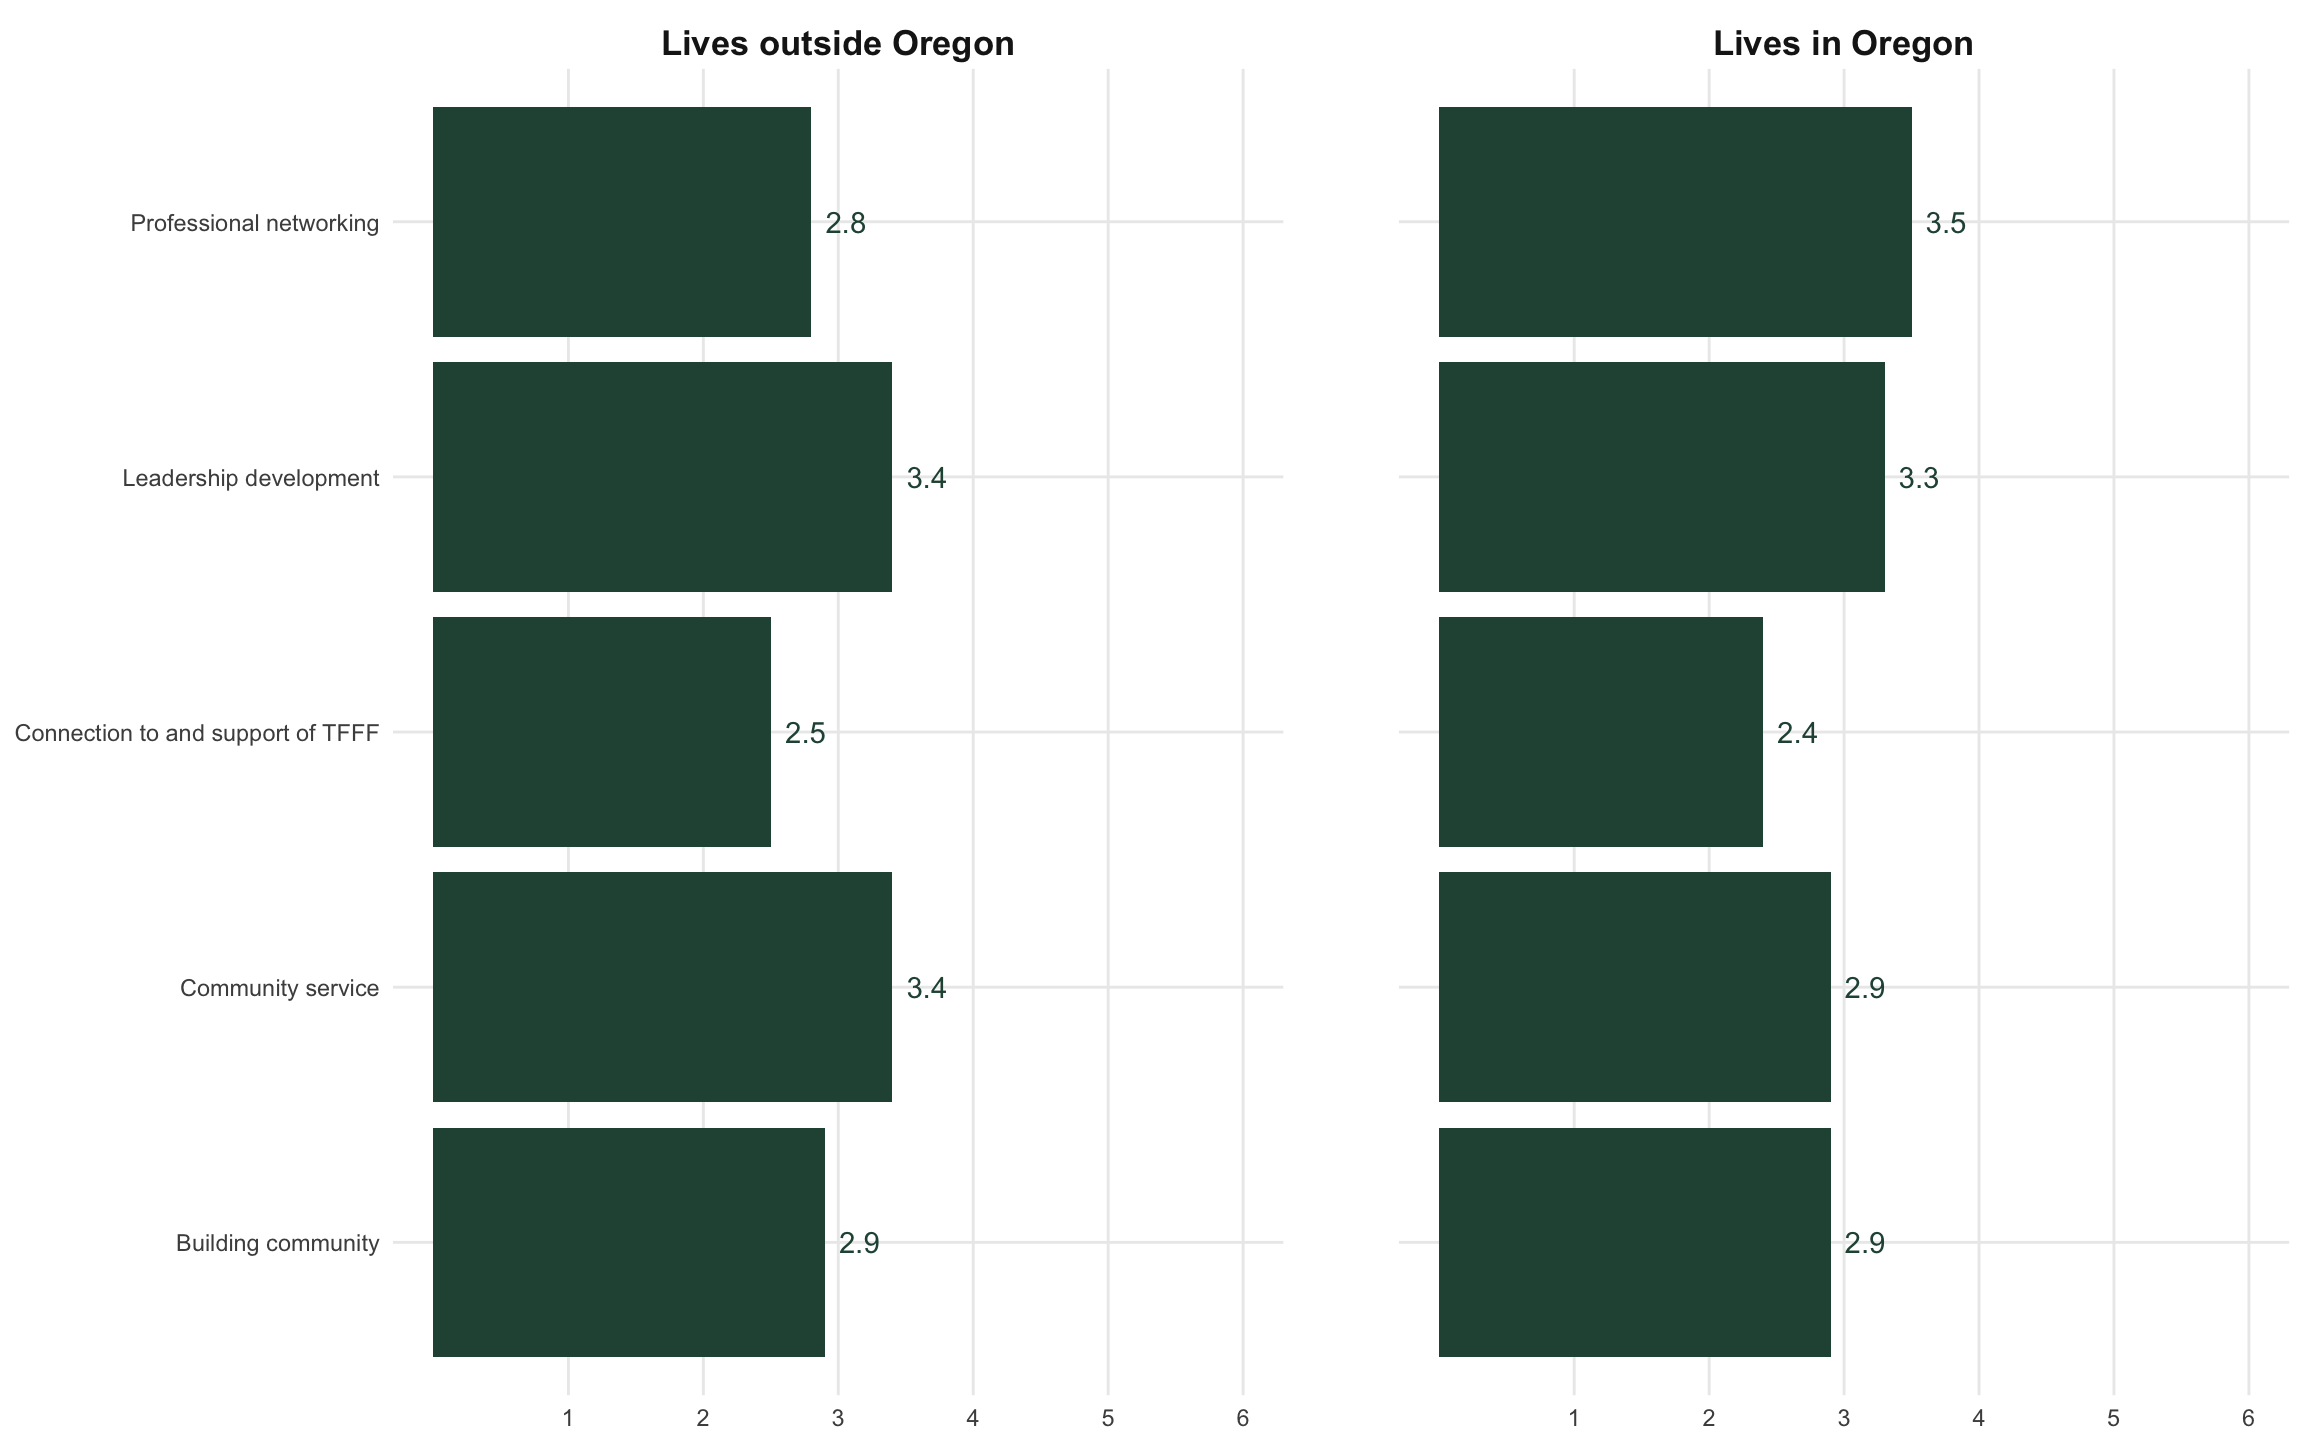 Lives outside Oregon
Lives in Oregon
Professional networking
2.8
3.5
Leadership development
3.4
3.3
Connection to and support of TFFF
2.5
2.4
Community service
3.4
2.9
Building community
2.9
2.9
1 2 3 4 5 6
1 2 3 4 5 6